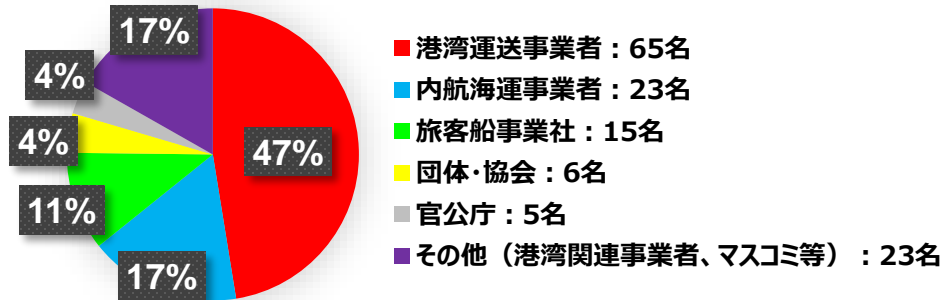 17%
4%
4%
11%
17%
47%
港湾運送事業者：65名
内航海運事業者：23名
旅客船事業社：15名
団体・協会：6名
官公庁：5名
その他（港湾関連事業者、マスコミ等）：23名